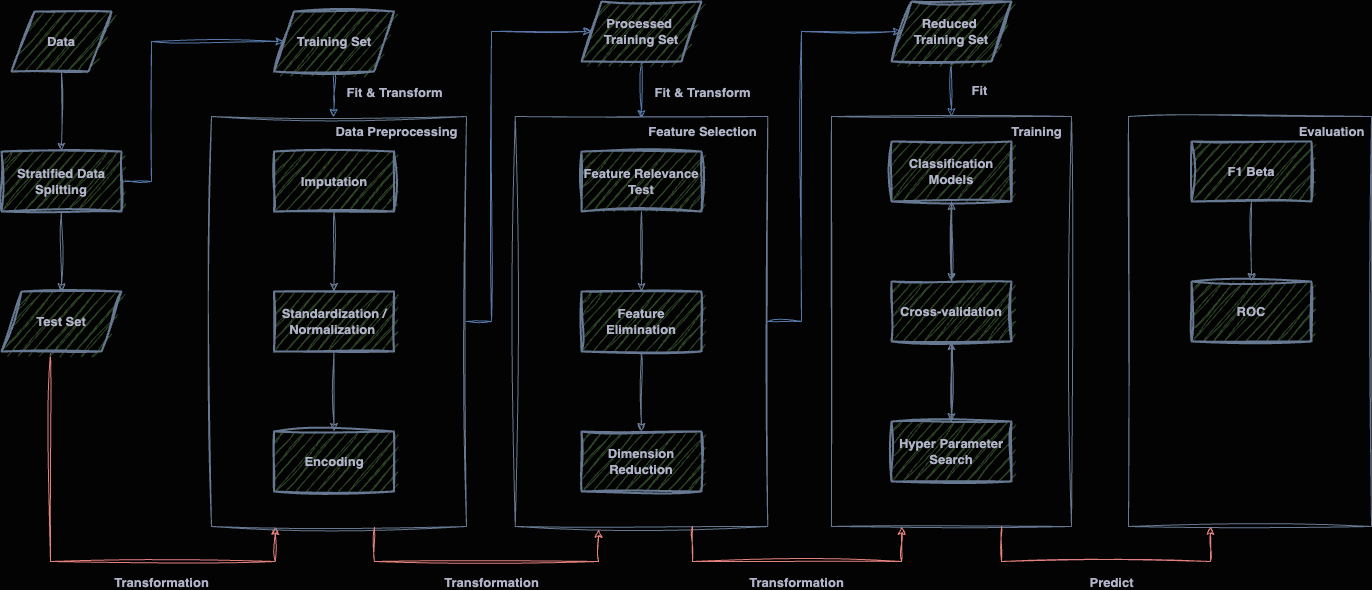 Data
Stratified Data
Splitting
Test Set
Training Set
Fit & Transform
Data Preprocessing
Imputation
Standardization /
Normalization
Encoding
Processed
Training Set
Fit & Transform
Feature Selection
Feature Relevance
Test
Feature
Elimination
Dimension
Reduction
Reduced
Training Set
Fit
Training
Classification
Models
Cross-validation
Hyper Parameter
Search
Evaluation
F1 Beta
ROC
Transformation
Transformation
Transformation
Predict